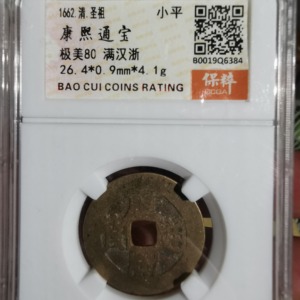 1662.清.圣祖 小平
康熙通宝
极美80 满汉浙
26.4*0.9mm*4.1g
BAO CUI COINS RATING
80019Q6384
保粹